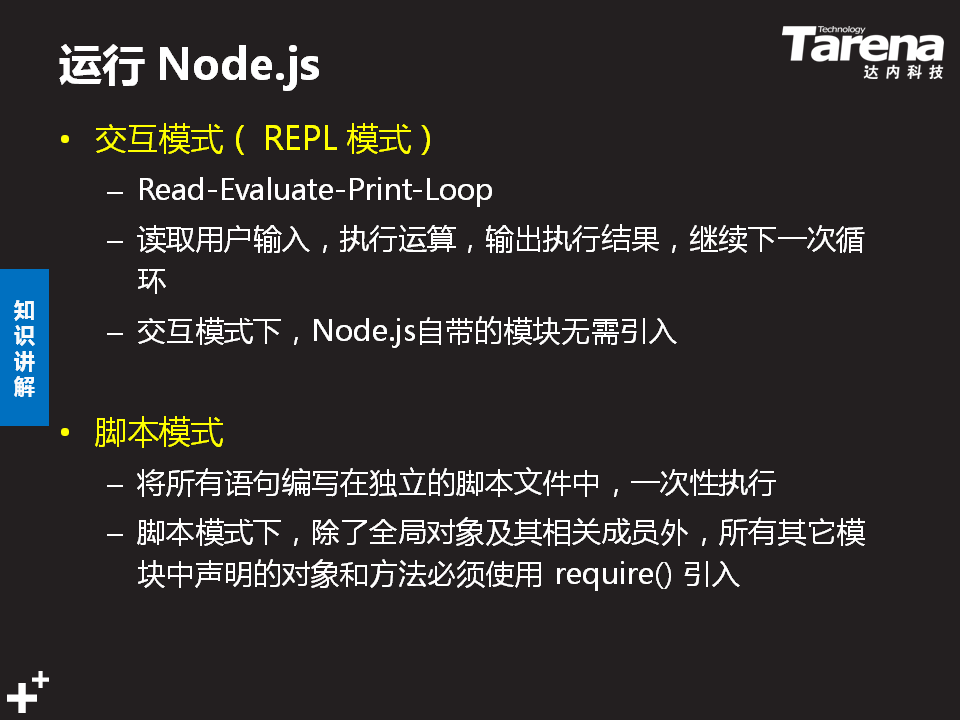 运行 Node.js
Technology
Tarena
达内科技
• 交互模式（ REPL 模式）
– Read-Evaluate-Print-Loop
– 读取用户输入，执行运算，输出执行结果，继续下一次循
环
– 交互模式下，Node.js自带的模块无需引入
知识讲解
• 脚本模式
– 将所有语句编写在独立的脚本文件中，一次性执行
– 脚本模式下，除了全局对象及其相关成员外，所有其它模
块中声明的对象和方法必须使用 require() 引入